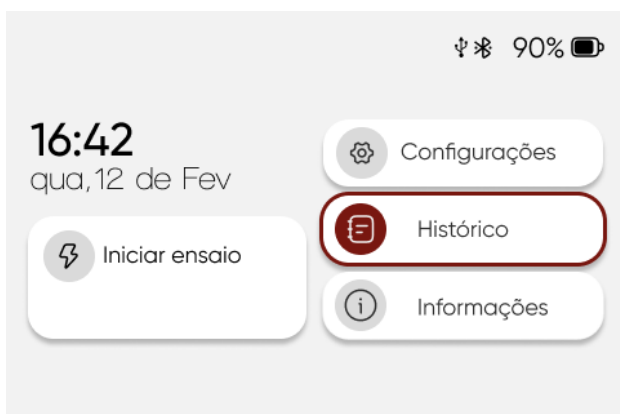 90%
16:42
qua,12 de Fev
Iniciar ensaio
Configurações
Histórico
Informações